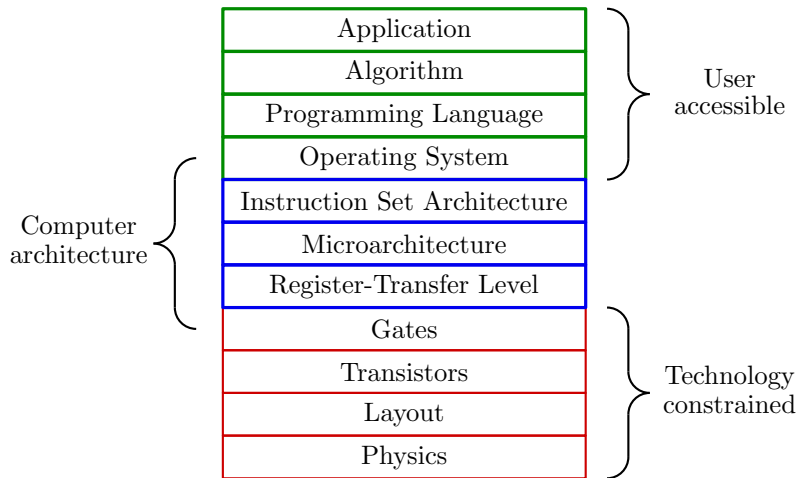 Application
Algorithm
Programming Language
Operating System
Instruction Set Architecture
Microarchitecture
Register-Transfer Level
Gates
Transistors
Layout
Physics
Computer
architecture
User
accessible
Technology
constrained